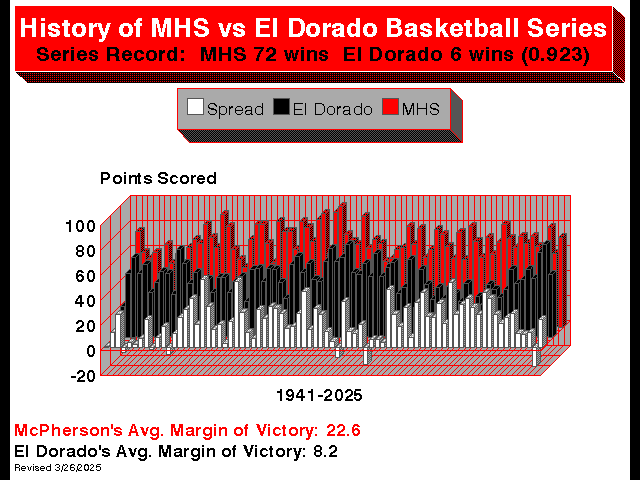 History of MHS vs El Dorado Basketball Series
Series Record: MHS 72 wins El Dorado 6 wins (0.923)
Spread El Dorado MHS
Points Scored
100
80
60
40
20
0
-20
1941-2025
McPherson's Avg. Margin of Victory: 22.6
El Dorado's Avg. Margin of Victory: 8.2
Revised 3/26/2025